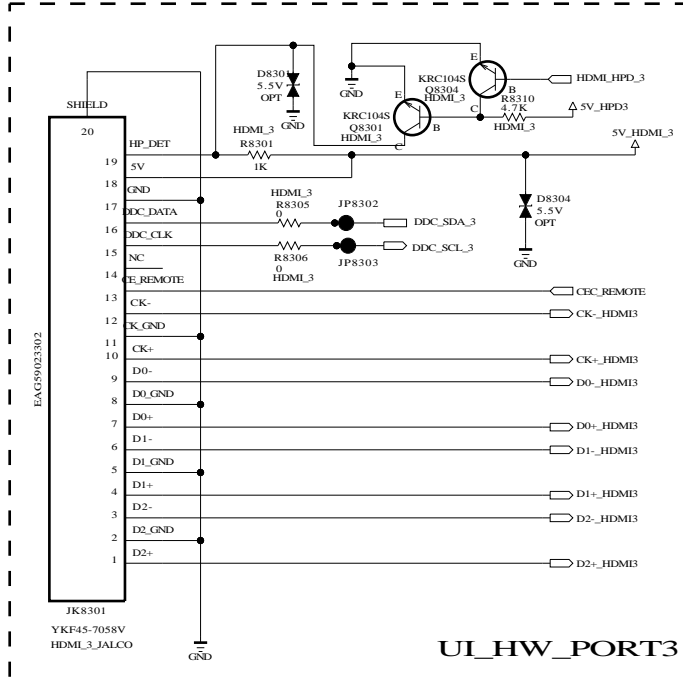 E
D8301
5.5V
OPT
GND
GND
E
KRC104S
Q8304
HDMI_3
B
C
HDMI_HPD_3
KRC104S
Q8301
HDMI_3
E
B
C
R8310
4.7K
HDMI_3
5V_HPD3
5V_HDMI_3
SHIELD
20
HP_DET
19
5V
18
GND
17
DDC_DATA
16
DDC_CLK
15
NC
14
CE_REMOTE
13
CK-
12
CK_GND
11
CK+
10
D0-
9
D0_GND
8
D0+
7
D1-
6
D1_GND
5
D1+
4
D2-
3
D2_GND
2
D2+
1
HDMI_3
R8301
1K
HDMI_3
R8305
0
JP8302
DDC_SDA_3
R8306
0
HDMI_3
JP8303
DDC_SCL_3
D8304
5.5V
OPT
GND
CEC_REMOTE
CK-_HDMI3
CK+_HDMI3
D0-_HDMI3
D0+_HDMI3
D1-_HDMI3
D1+_HDMI3
D2-_HDMI3
D2+_HDMI3
EAG59023302
JK8301
YKF45-7058V
HDMI_3_JALCO
GND
UI_HW_PORT3